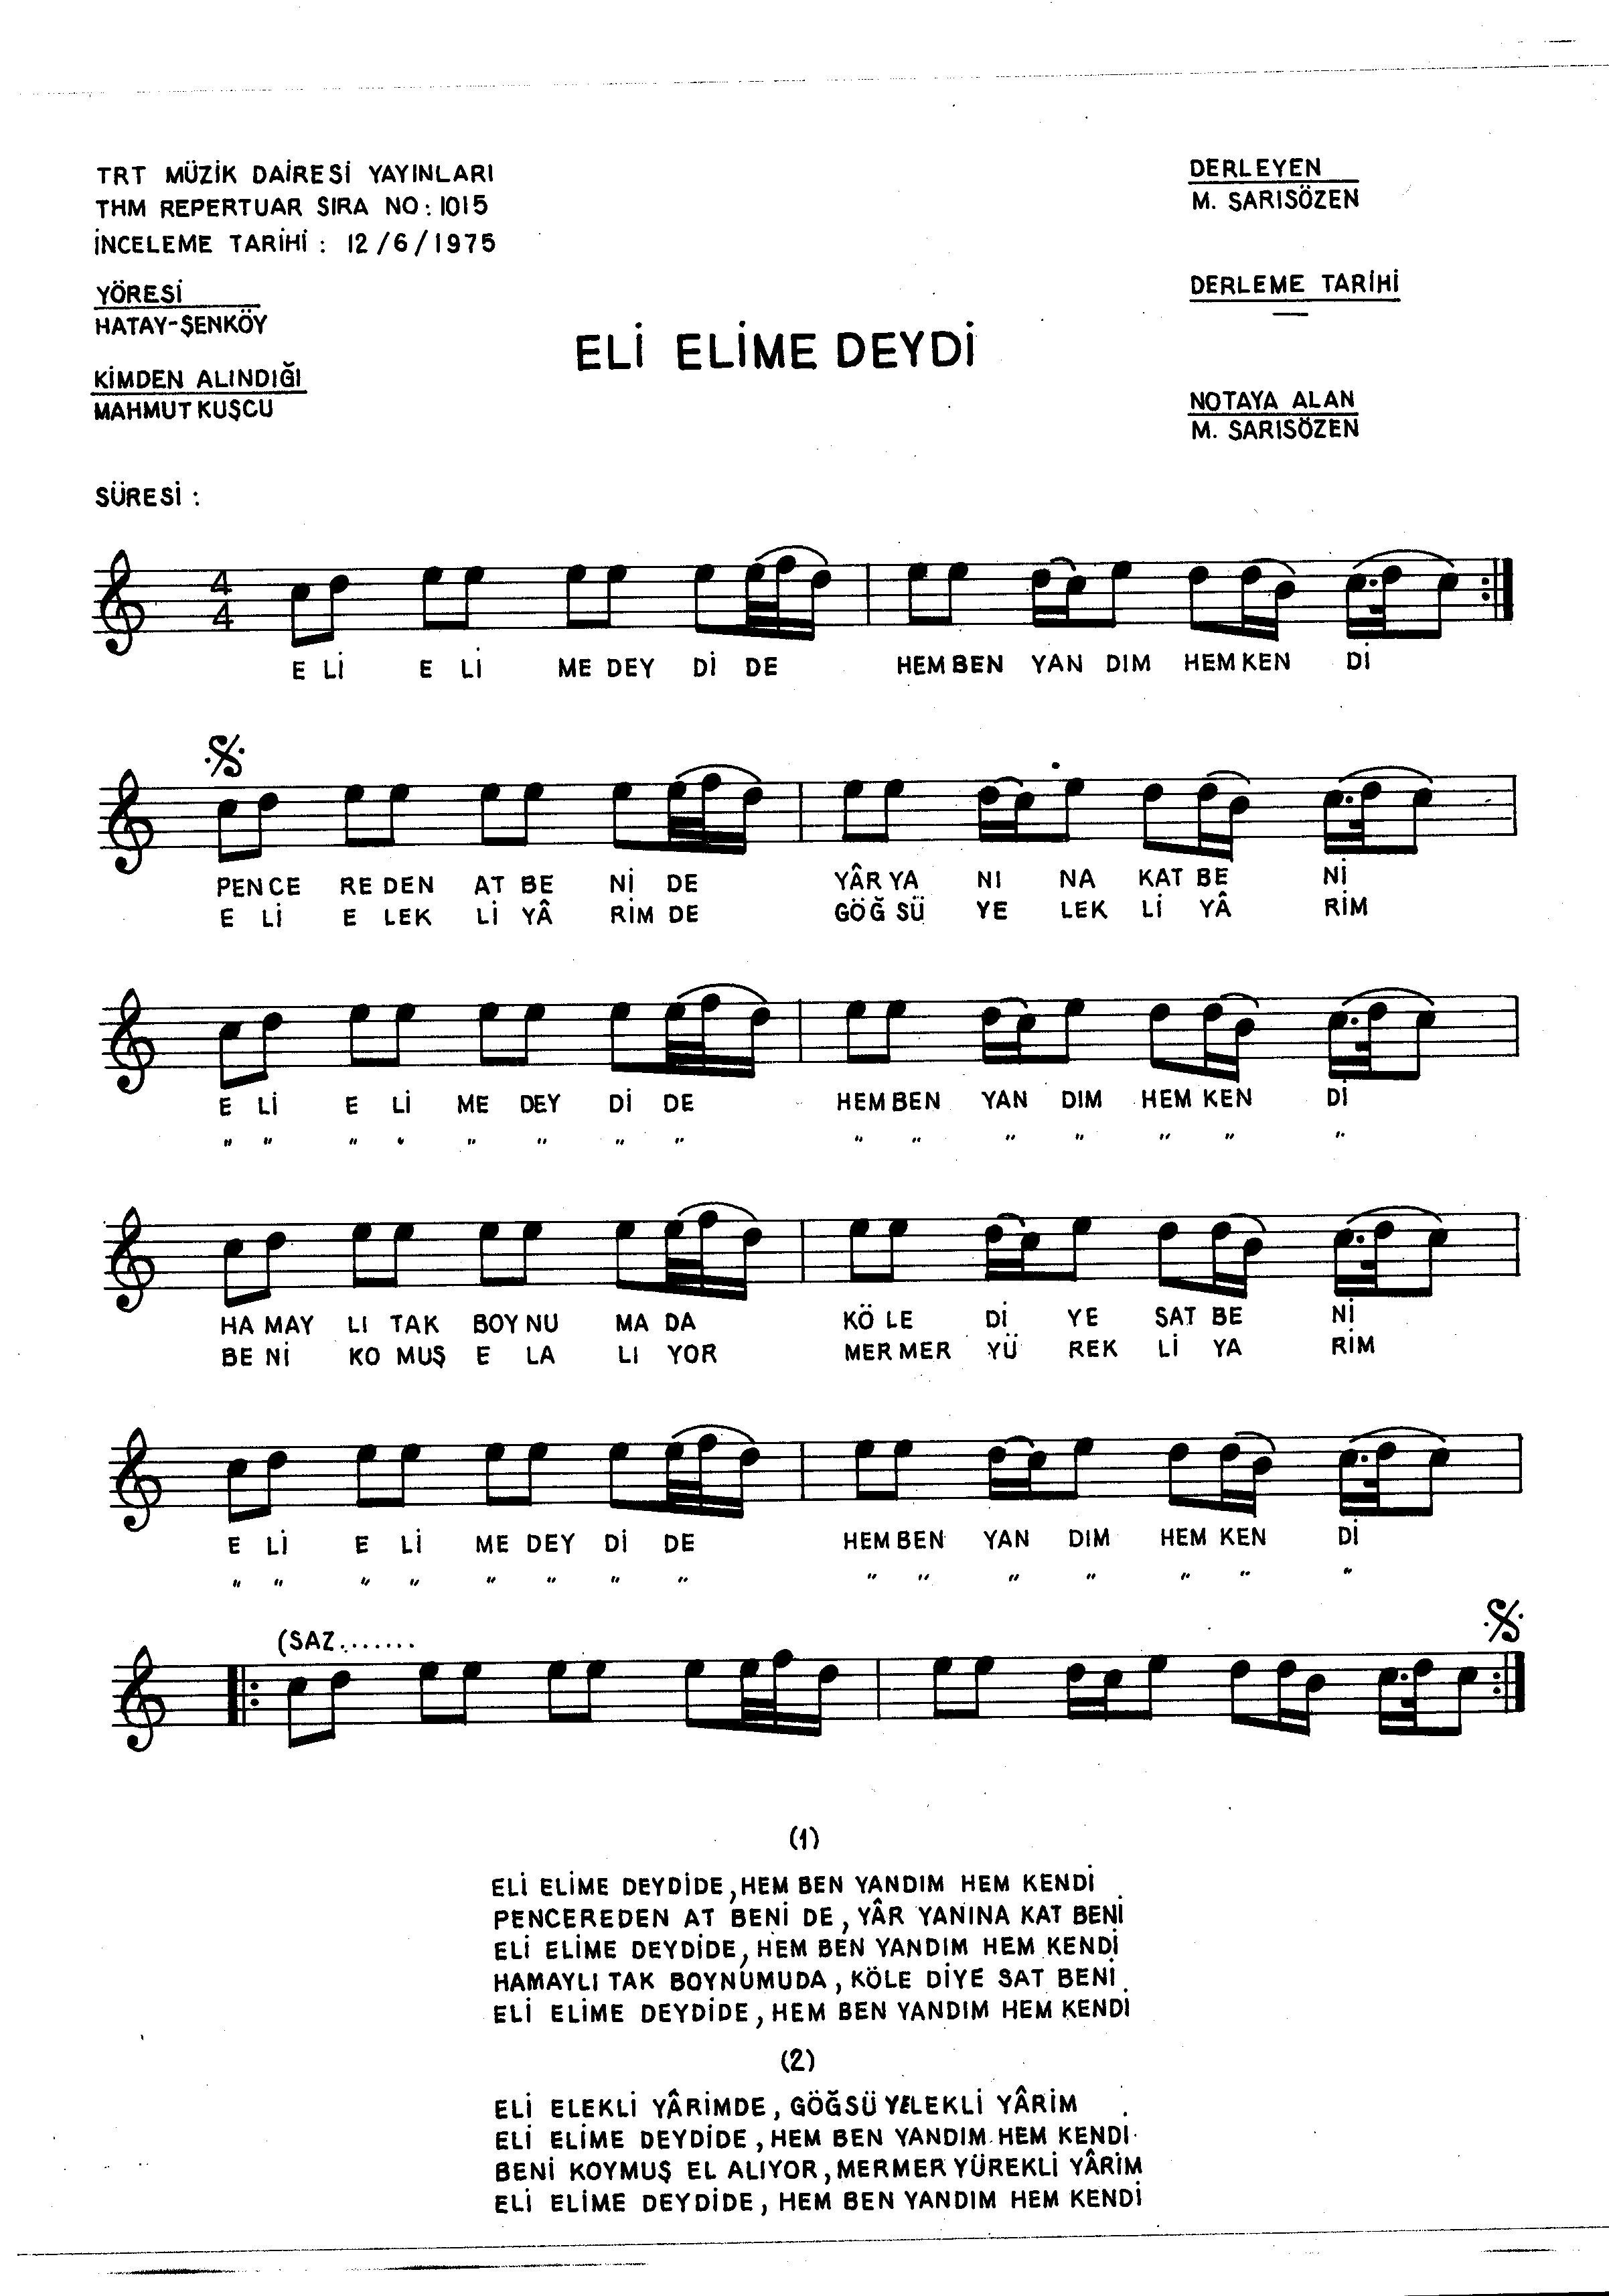 TRT MÜZİK DAİRESİ YAYINLARI
THM REPERTUAR SIRA NO: 1015
İNCELEME TARİHİ : 12/6/1975
YÖRESİ
HATAY-ŞENKÖY
KİMDEN ALINDIĞI
MAHMUT KUŞCU
SÜRESİ :
ELİ ELİME DEYDİ
DERLEYEN
M. SARISÖZEN
DERLEME TARİHİ
—
NOTAYA ALAN
M. SARISÖZEN
4
4
E Lİ E Lİ ME DEY Dİ DE HEM BEN YAN DIM HEM KEN Dİ
PEN CE RE DEN AT BE Nİ DE YÂR YA NI NA KAT BE Nİ
E Lİ E LEK Lİ YÂ RİM DE GÖĞ SÜ YE LEK Lİ YÂ RİM
E Lİ E Lİ ME DEY Dİ DE HEM BEN YAN DIM HEM KEN Dİ
" " " " " " " " " " " " " " "
HA MAY LI TAK BOY NU MA DA KÖ LE Dİ YE SAT BE Nİ
BE Nİ KO MUŞ E LA LI YOR MER MER YÜ REK Lİ YA RİM
E Lİ E Lİ ME DEY Dİ DE HEM BEN YAN DIM HEM KEN Dİ
" " " " " " " " " " " " " " "
(SAZ.......
(1)
ELİ ELİME DEYDİDE, HEM BEN YANDIM HEM KENDİ
PENCEREDEN AT BENİ DE, YÂR YANINA KAT BENİ
ELİ ELİME DEYDİDE, HEM BEN YANDIM HEM KENDİ
HAMAYLI TAK BOYNUMUDA, KÖLE DİYE SAT BENİ
ELİ ELİME DEYDİDE, HEM BEN YANDIM HEM KENDİ
(2)
ELİ ELEKLİ YÂRİMDE, GÖĞSÜ YELEKLİ YÂRİM
ELİ ELİME DEYDİDE, HEM BEN YANDIM HEM KENDI
BENİ KOYMUŞ EL ALIYOR, MERMER YÜREKLİ YÂRİM
ELİ ELİME DEYDİDE, HEM BEN YANDIM HEM KENDİ